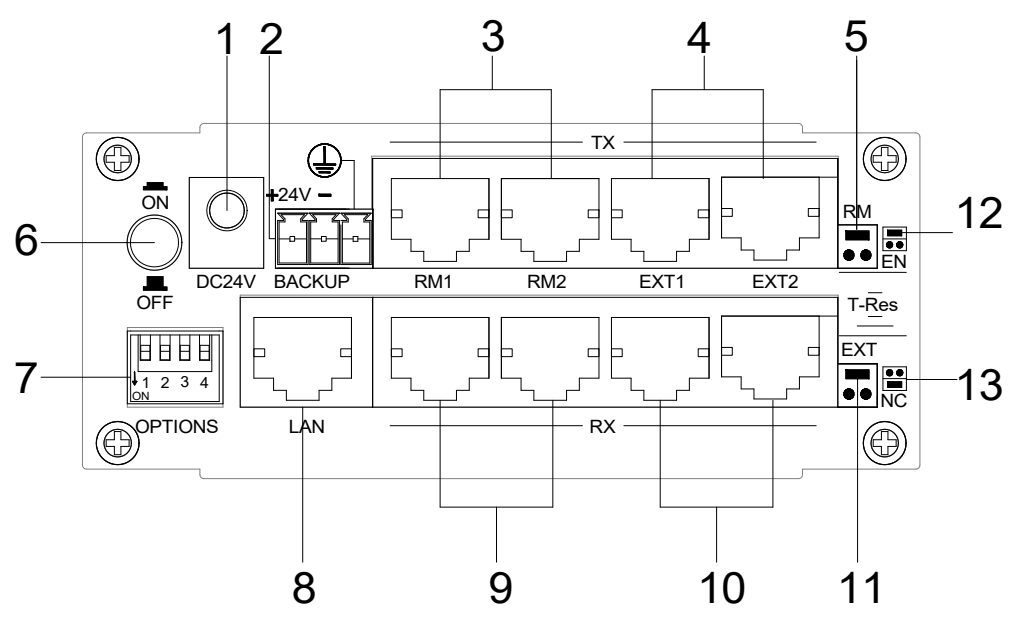 1 2 3 4 5
TX
ON
+24V −
RM
12
6
EN
OFF
DC24V BACKUP RM1 RM2 EXT1 EXT2
T-Res
EXT
7
1 2 3 4
ON
13
NC
OPTIONS LAN RX
8 9 10 11